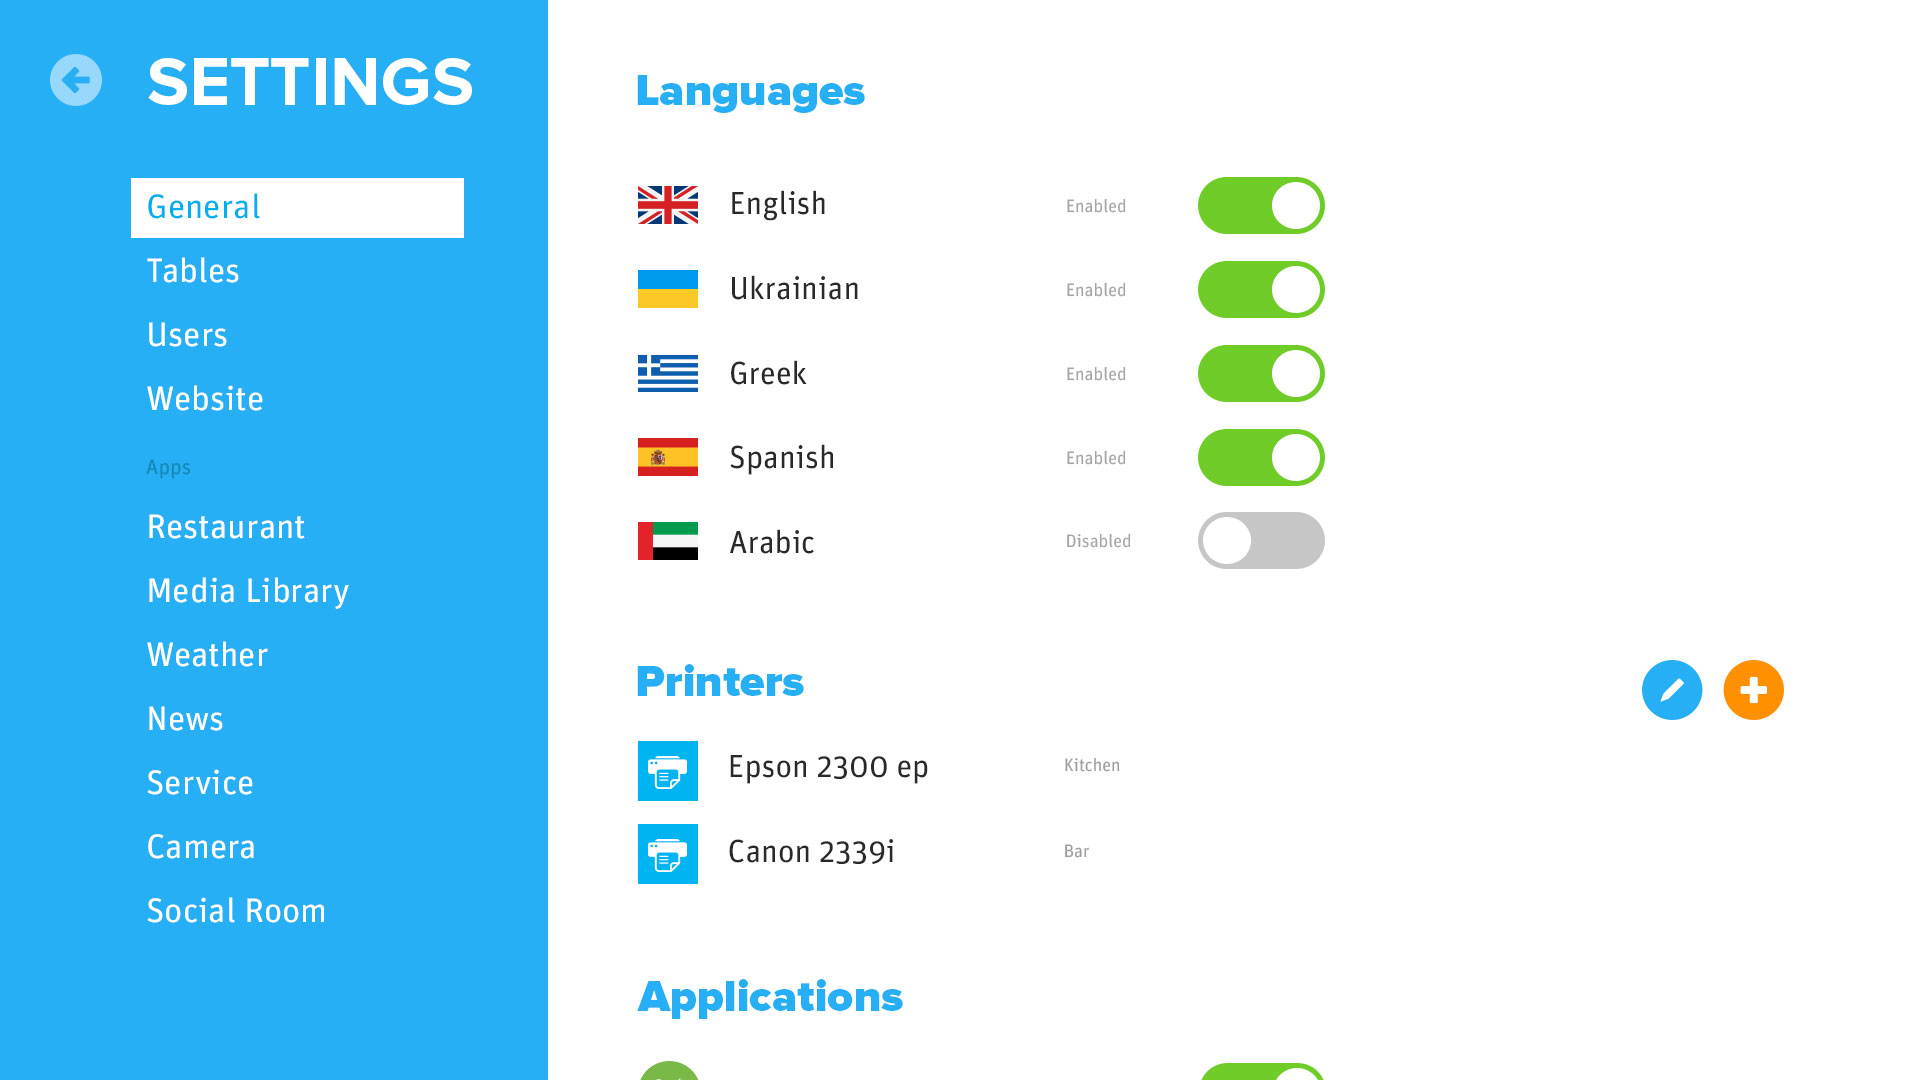 SETTINGS
General
Tables
Users
Website
Apps
Restaurant
Media Library
Weather
News
Service
Camera
Social Room
Languages
English Enabled
Ukrainian Enabled
Greek Enabled
Spanish Enabled
Arabic Disabled
Printers
Epson 2300 ep Kitchen
Canon 2339i Bar
Applications